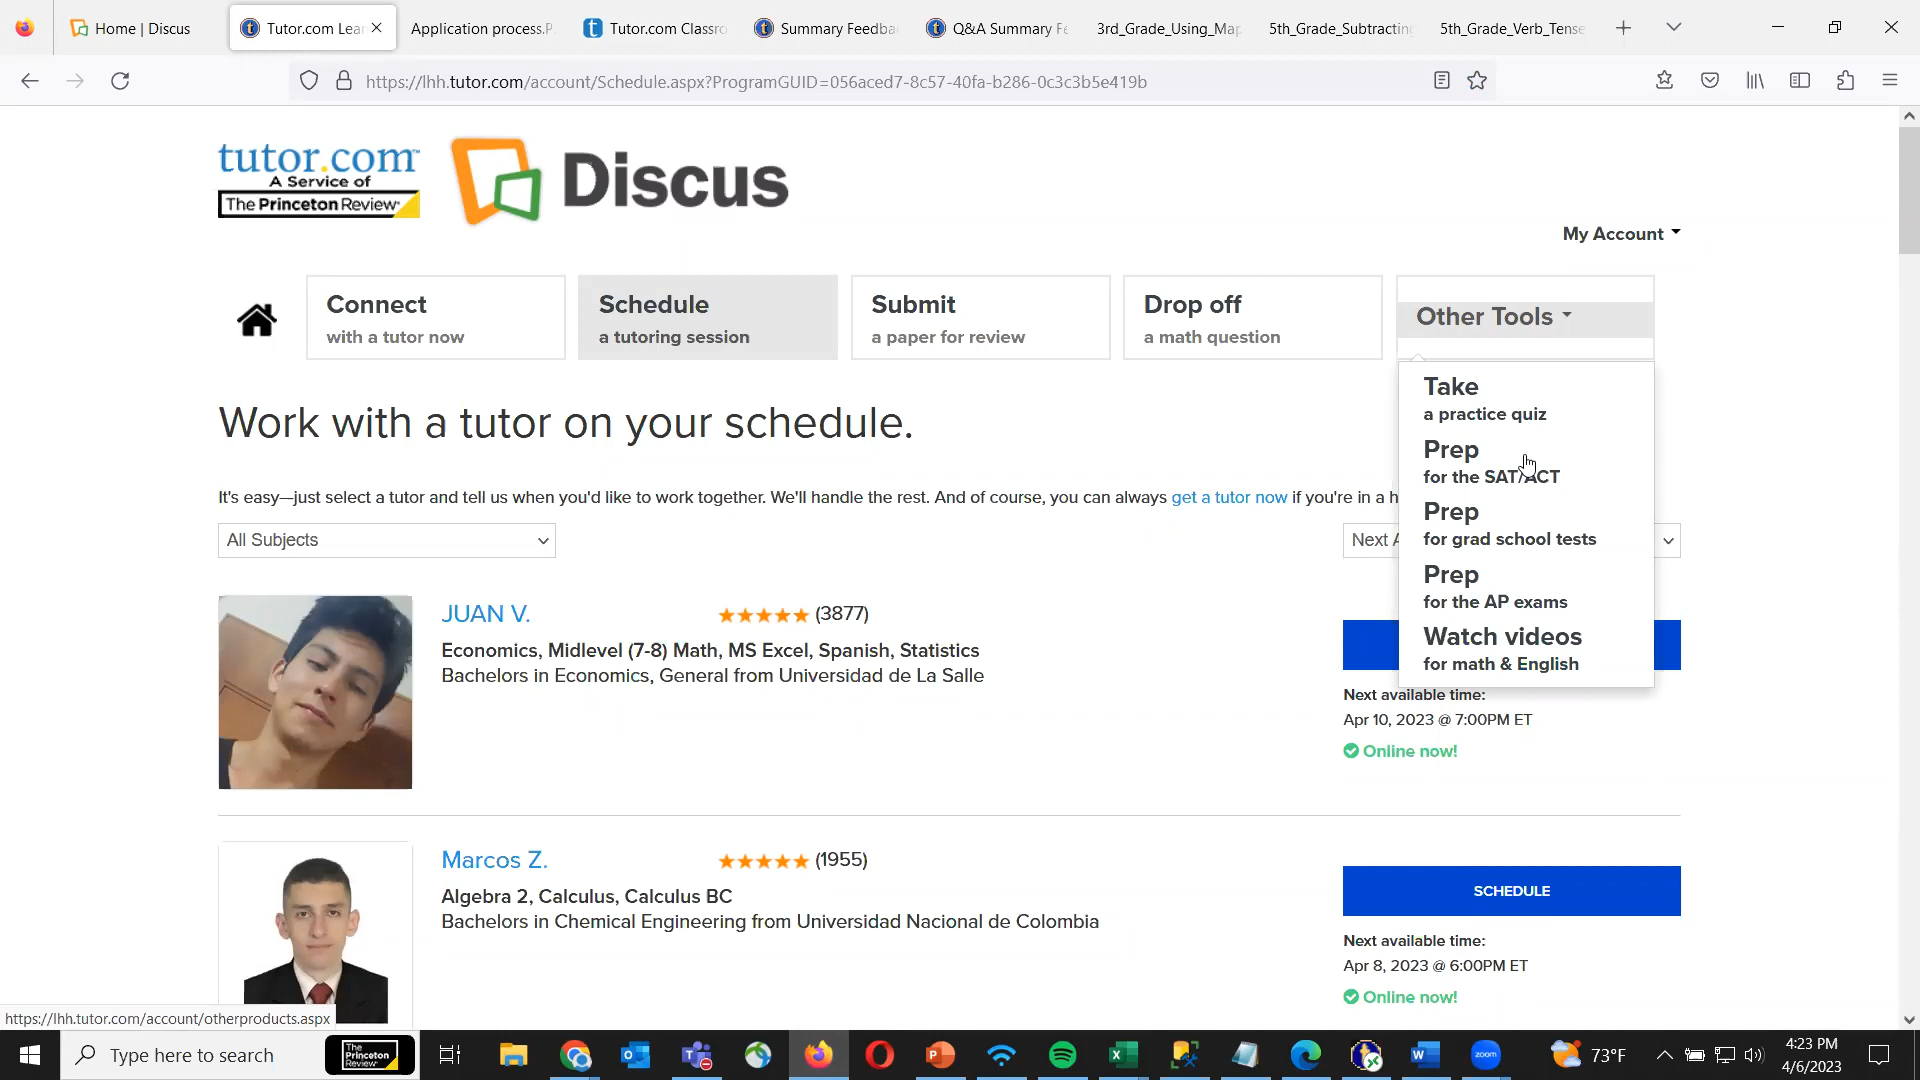 Home | Discus
Tutor.com Lea
Application process.P
Tutor.com Classro
Summary Feedba
Q&A Summary Fe
3rd_Grade_Using_Map
5th_Grade_Subtracting
5th_Grade_Verb_Tense
https://lhh.tutor.com/account/Schedule.aspx?ProgramGUID=056aced7-8c57-40fa-b286-0c3c3b5e419b
tutor.com™
A Service of
The Princeton Review®
Discus
My Account
Connect
with a tutor now
Schedule
a tutoring session
Submit
a paper for review
Drop off
a math question
Other Tools
Take
a practice quiz
Prep
for the SAT/ACT
Prep
for grad school tests
Prep
for the AP exams
Watch videos
for math & English
Work with a tutor on your schedule.
It's easy—just select a tutor and tell us when you'd like to work together. We'll handle the rest. And of course, you can always get a tutor now if you're in a h
All Subjects
Next A
JUAN V.
(3877)
Economics, Midlevel (7-8) Math, MS Excel, Spanish, Statistics
Bachelors in Economics, General from Universidad de La Salle
Next available time:
Apr 10, 2023 @ 7:00PM ET
Online now!
Marcos Z.
(1955)
Algebra 2, Calculus, Calculus BC
Bachelors in Chemical Engineering from Universidad Nacional de Colombia
SCHEDULE
Next available time:
Apr 8, 2023 @ 6:00PM ET
Online now!
https://lhh.tutor.com/account/otherproducts.aspx
Type here to search
The
Princeton
Review
zoom
73°F
4:23 PM
4/6/2023